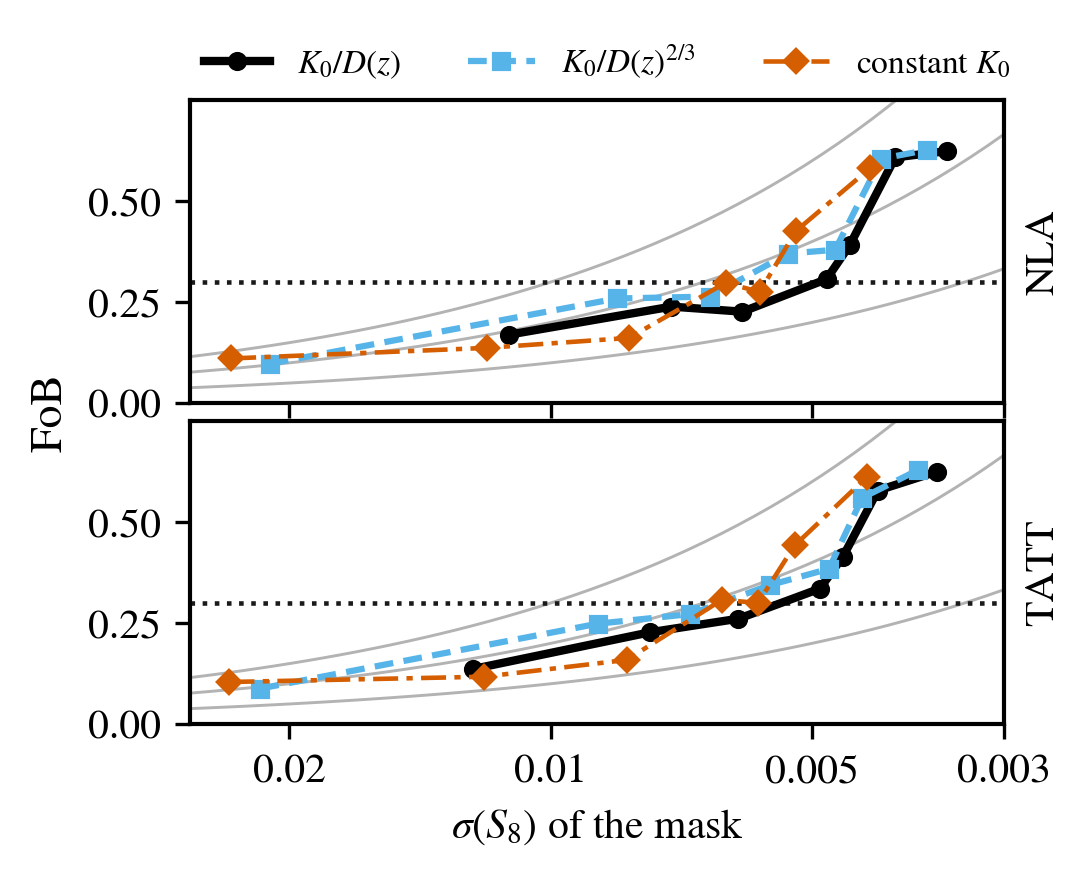 K₀/D(z) K₀/D(z)^{2/3} constant K₀
0.50
0.25
0.00
NLA
FoB
0.50
0.25
0.00
TATT
0.02 0.01 0.005 0.003
σ(S₈) of the mask